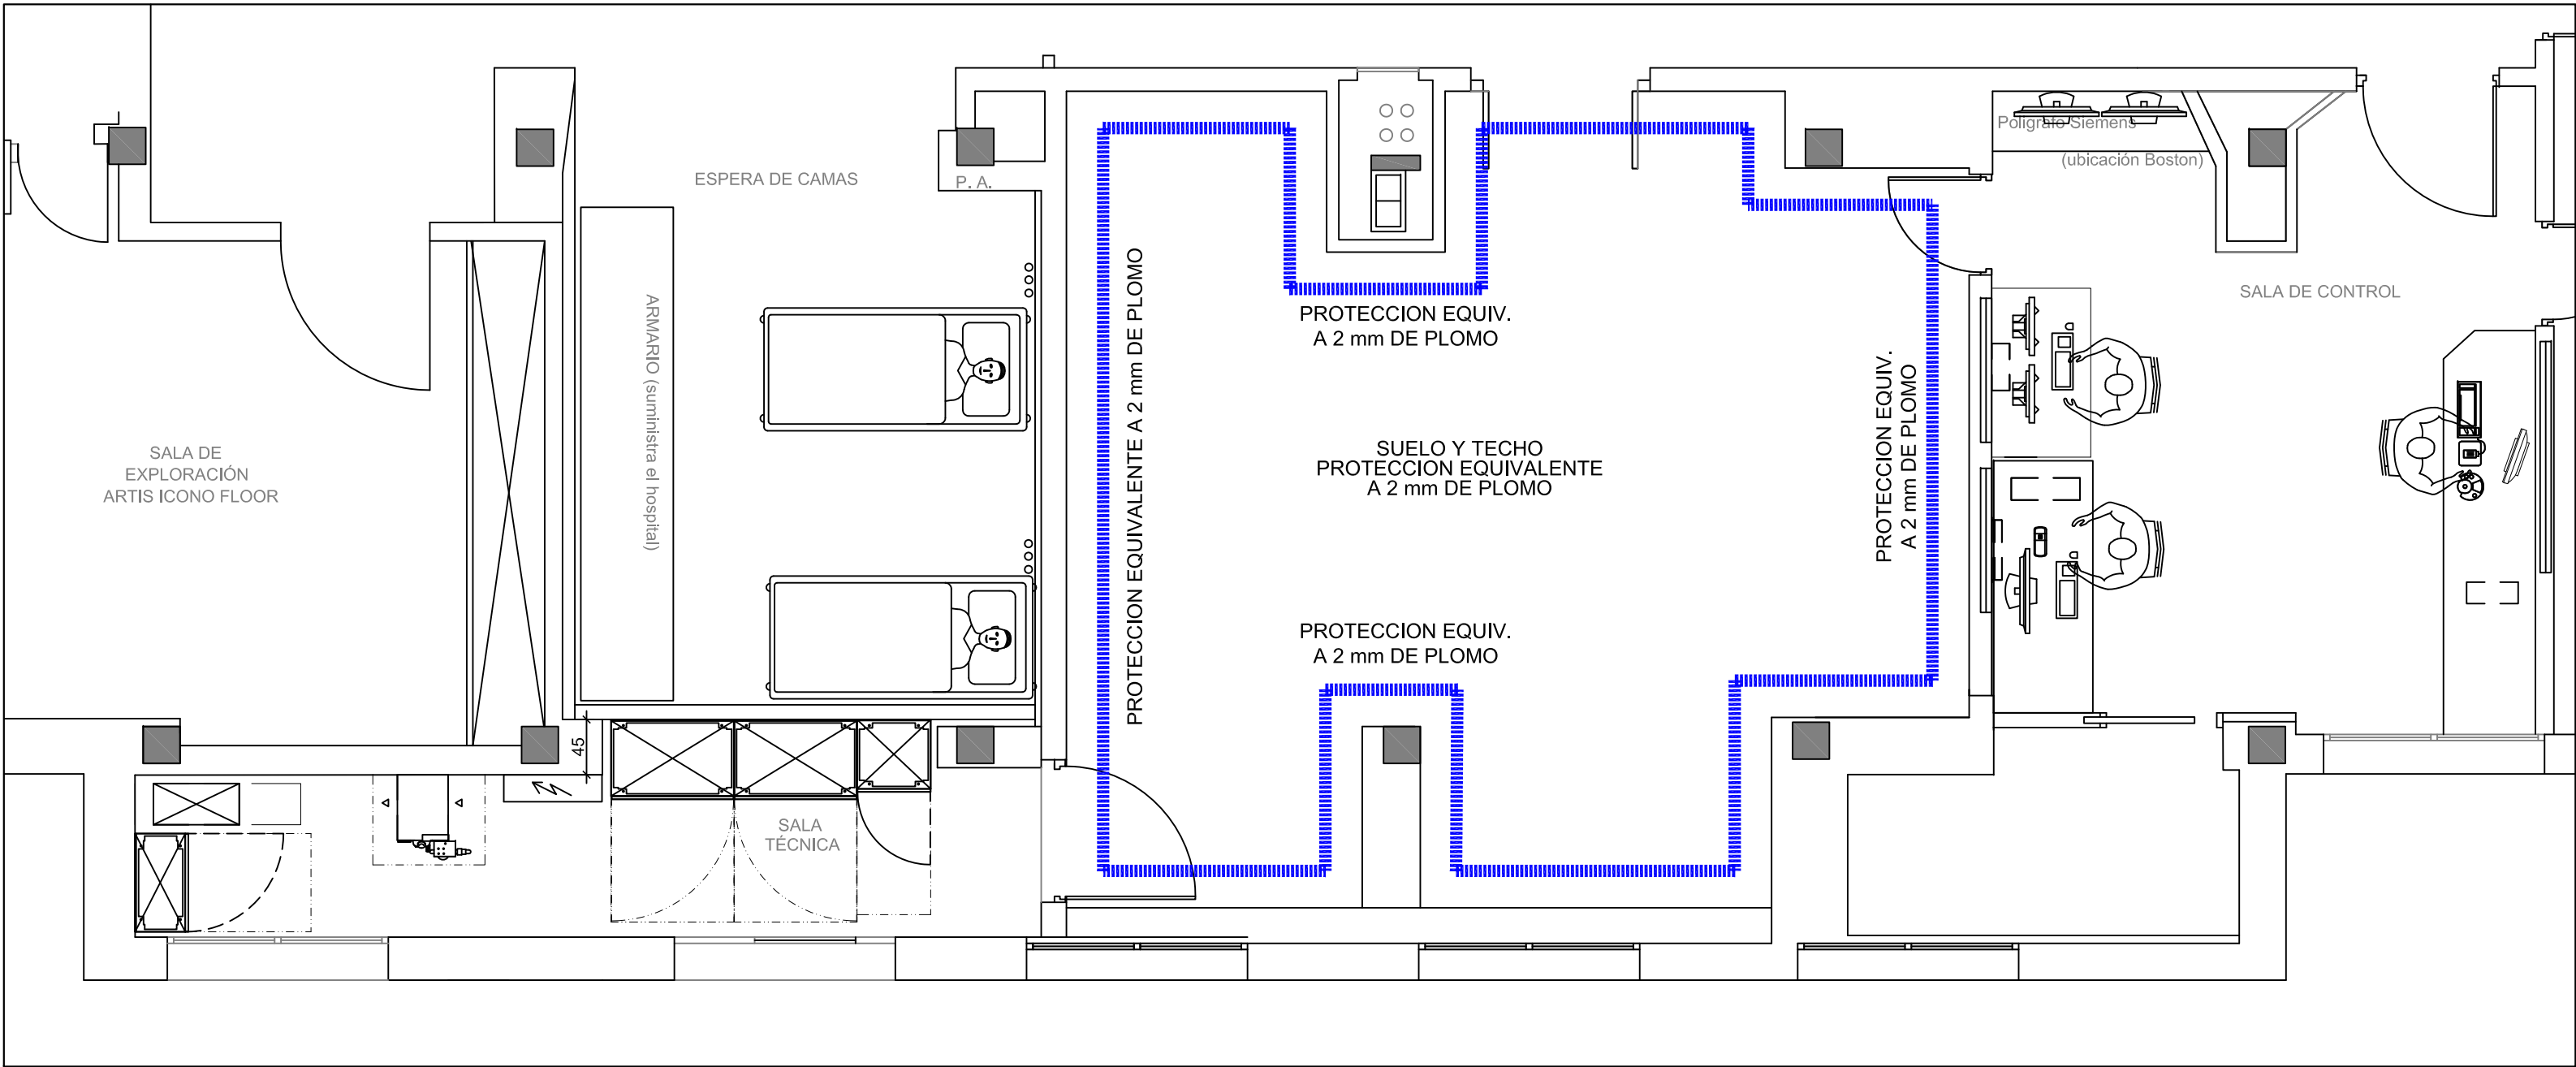 Poligrafo Siemens
(ubicación Boston)
ESPERA DE CAMAS
P. A.
SALA DE CONTROL
PROTECCION EQUIV.
A 2 mm DE PLOMO
ARMARIO (suministra el hospital)
PROTECCION EQUIVALENTE A 2 mm DE PLOMO
PROTECCION EQUIV.
A 2 mm DE PLOMO
SALA DE
EXPLORACIÓN
ARTIS ICONO FLOOR
SUELO Y TECHO
PROTECCION EQUIVALENTE
A 2 mm DE PLOMO
PROTECCION EQUIV.
A 2 mm DE PLOMO
45
SALA
TÉCNICA